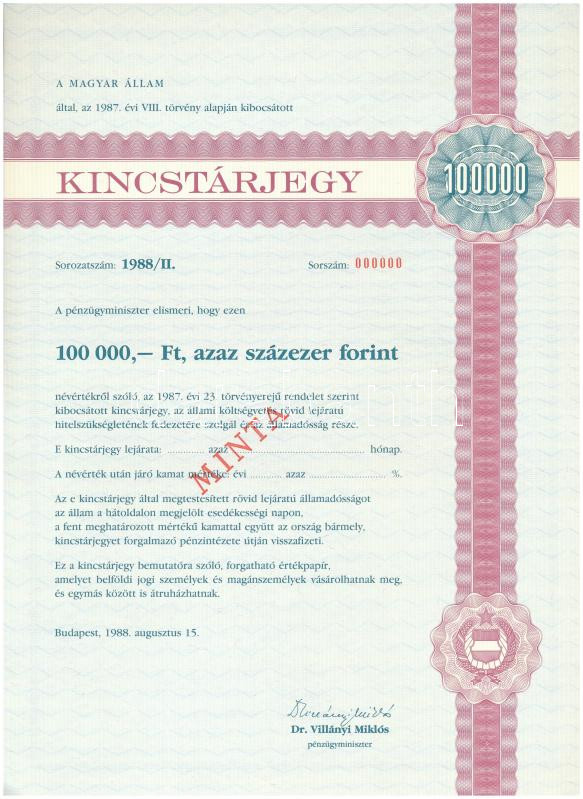 A MAGYAR ÁLLAM
által, az 1987. évi VIII. törvény alapján kibocsátott
KINCSTÁRJEGY
100000
Sorozatszám: 1988/II.
Sorszám: 000000
A pénzügyminiszter elismeri, hogy ezen
100 000,— Ft, azaz százezer forint
névértékről szóló, az 1987. évi 23. törvényerejű rendelet szerint
kibocsátott kincstárjegy, az állami költségvetés rövid lejáratú
hitelszükségletének fedezetére szolgál és az államadósság része.
E kincstárjegy lejárata: ............. azaz .............................................. hónap.
A névérték után járó kamat mértéke: évi ........... azaz ............................ %.
MINTA
Az e kincstárjegy által megtestesített rövid lejáratú államadósságot
az állam a hátoldalon megjelölt esedékességi napon,
a fent meghatározott mértékű kamattal együtt az ország bármely,
kincstárjegyet forgalmazó pénzintézete útján visszafizeti.
Ez a kincstárjegy bemutatóra szóló, forgatható értékpapír,
amelyet belföldi jogi személyek és magánszemélyek vásárolhatnak meg,
és egymás között is átruházhatnak.
Budapest, 1988. augusztus 15.
Dr. Villányi Miklós
pénzügyminiszter